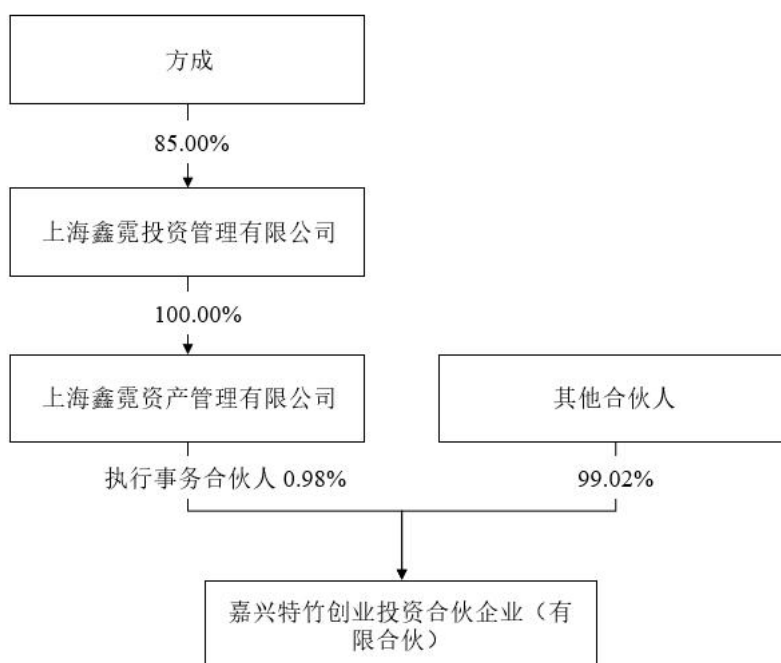 方成
85.00%
上海鑫霓投资管理有限公司
100.00%
上海鑫霓资产管理有限公司
其他合伙人
执行事务合伙人 0.98%
99.02%
嘉兴特竹创业投资合伙企业（有
限合伙）